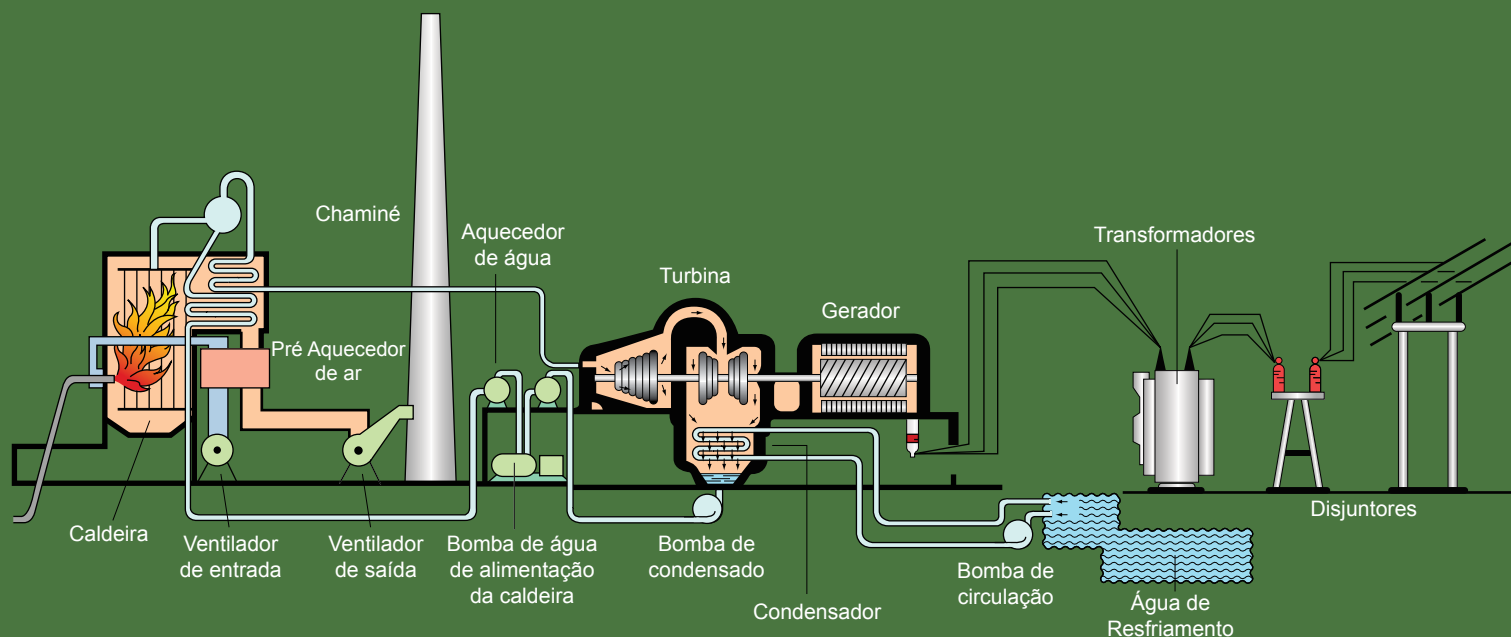 Chaminé
Aquecedor
de água
Turbina
Gerador
Transformadores
Pré Aquecedor
de ar
Caldeira
Ventilador
de entrada
Ventilador
de saída
Bomba de água
de alimentação
da caldeira
Bomba de
condensado
Condensador
Bomba de
circulação
Água de
Resfriamento
Disjuntores